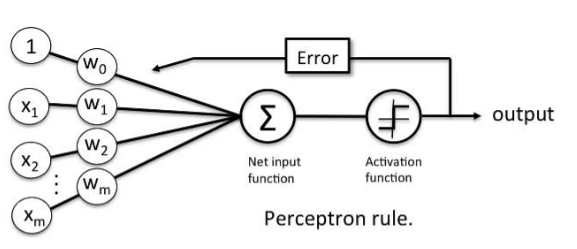 1
w0
Error
x1
w1
Σ
output
x2
w2
Net input
function
Activation
function
⋮
wm
xm
Perceptron rule.